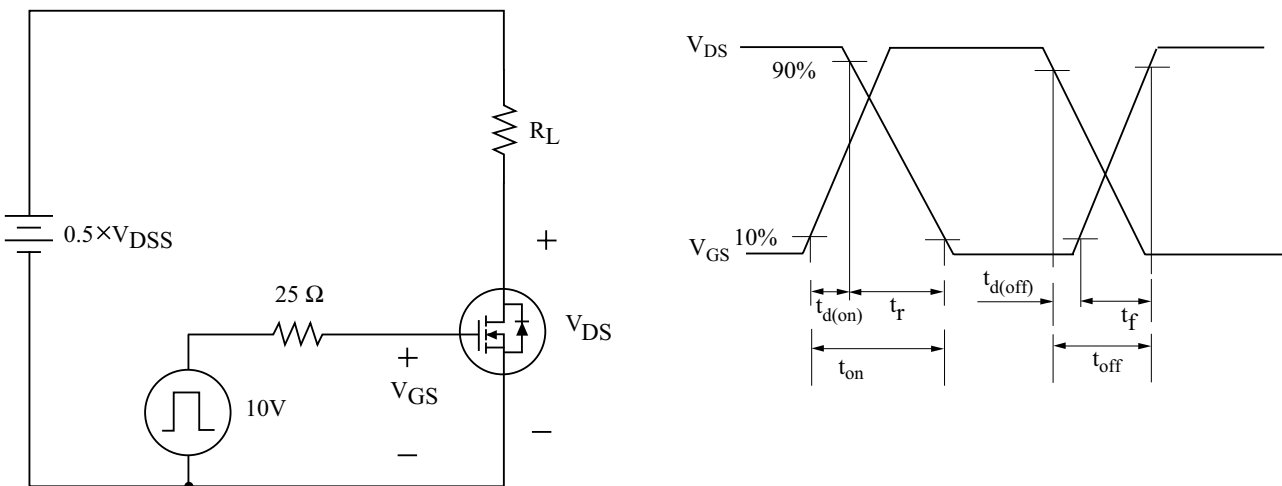 R_L
0.5×V_DSS
25 Ω
+
V_DS
−
+
V_GS
−
10V
V_DS
90%
10%
V_GS
t_d(on)
t_r
t_on
t_d(off)
t_f
t_off